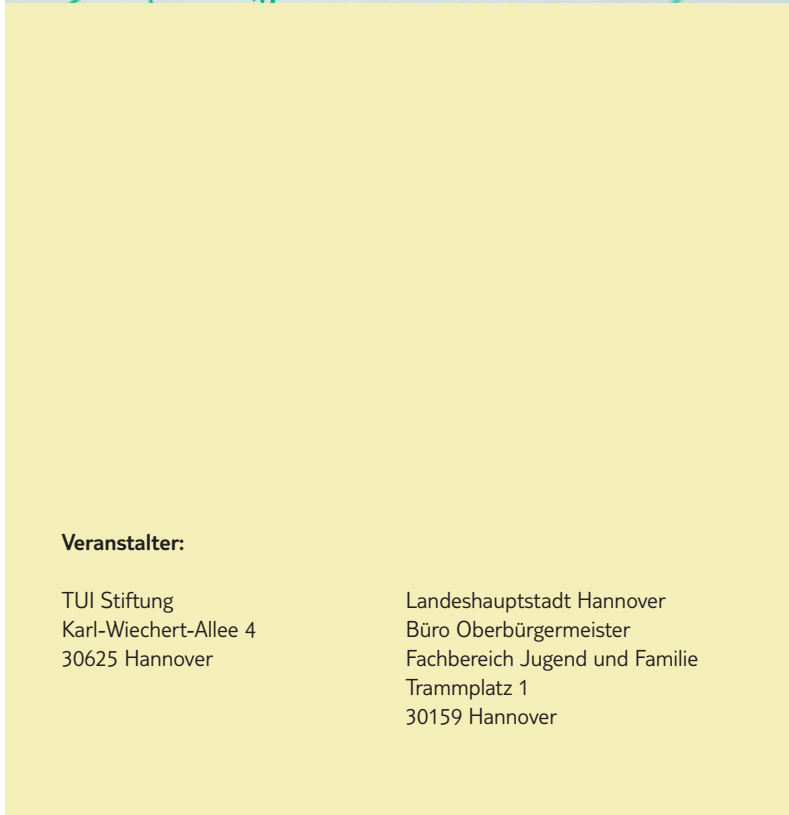 Veranstalter:
TUI Stiftung
Karl-Wiechert-Allee 4
30625 Hannover
Landeshauptstadt Hannover
Büro Oberbürgermeister
Fachbereich Jugend und Familie
Trammplatz 1
30159 Hannover